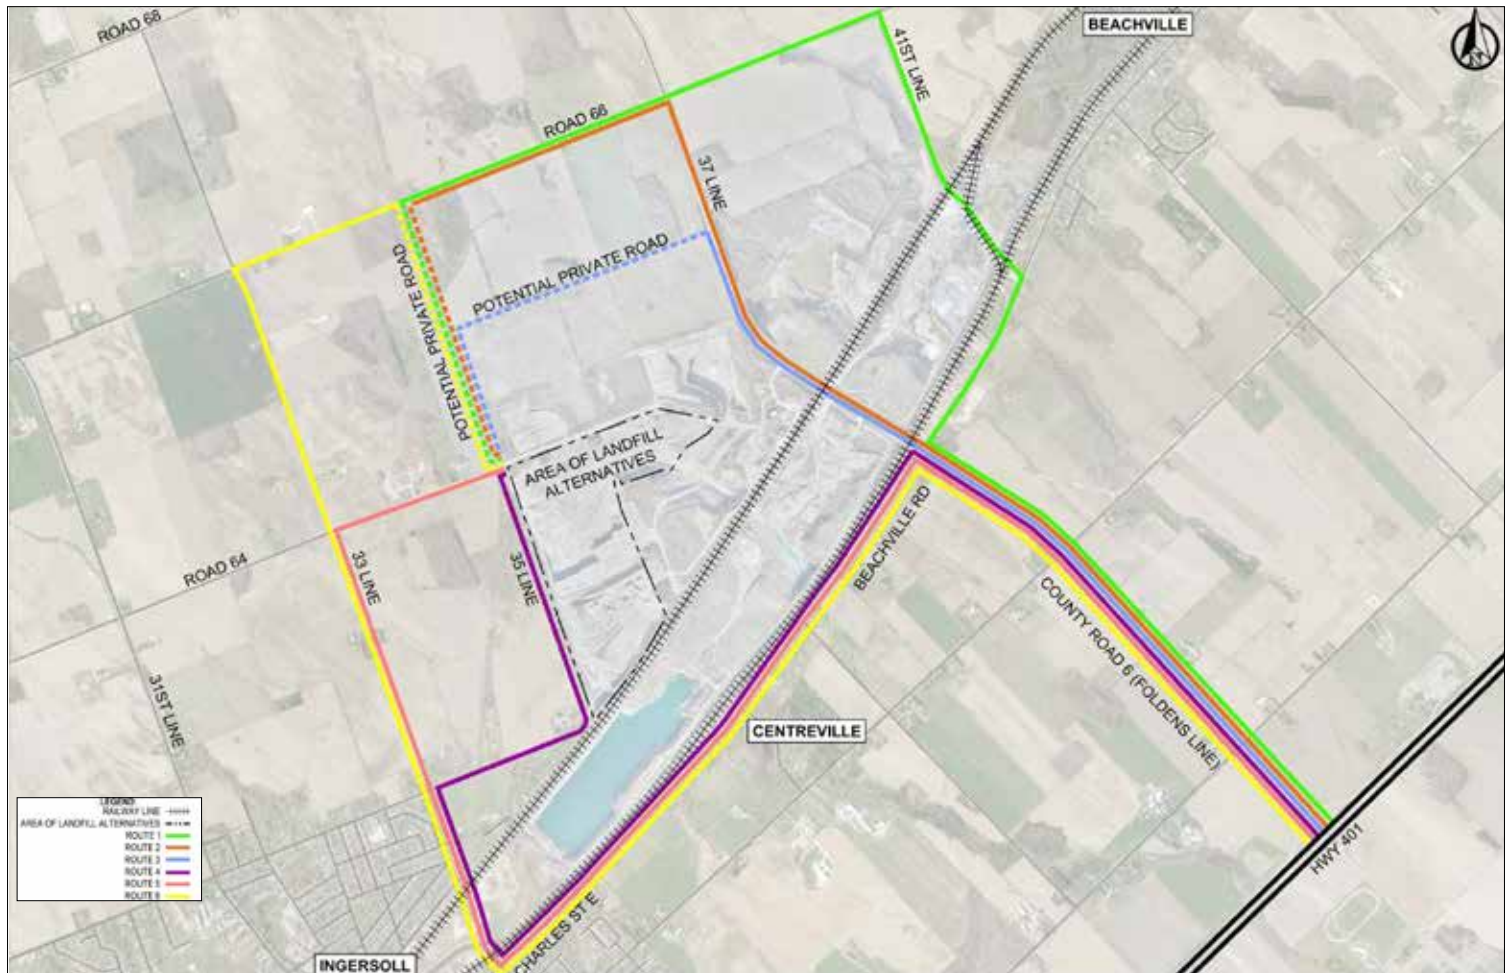 ROAD 68
BEACHVILLE
N
41ST LINE
ROAD 66
37 LINE
POTENTIAL PRIVATE ROAD
POTENTIAL PRIVATE ROAD
AREA OF LANDFILL
ALTERNATIVES
ROAD 64
33 LINE
35 LINE
BEACHVILLE RD
COUNTY ROAD 6 (FOLDENS LINE)
31ST LINE
CENTREVILLE
HWY 401
LEGEND
RAILWAY LINE
AREA OF LANDFILL ALTERNATIVES
ROUTE 1
ROUTE 2
ROUTE 3
ROUTE 4
ROUTE 5
ROUTE 6
CHARLES ST E
INGERSOLL